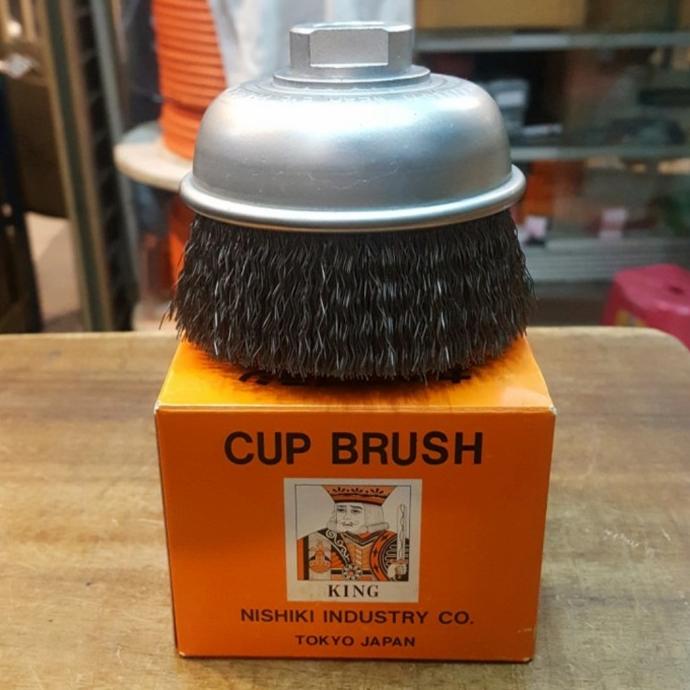 CUP BRUSH
KING
NISHIKI INDUSTRY CO.
TOKYO JAPAN